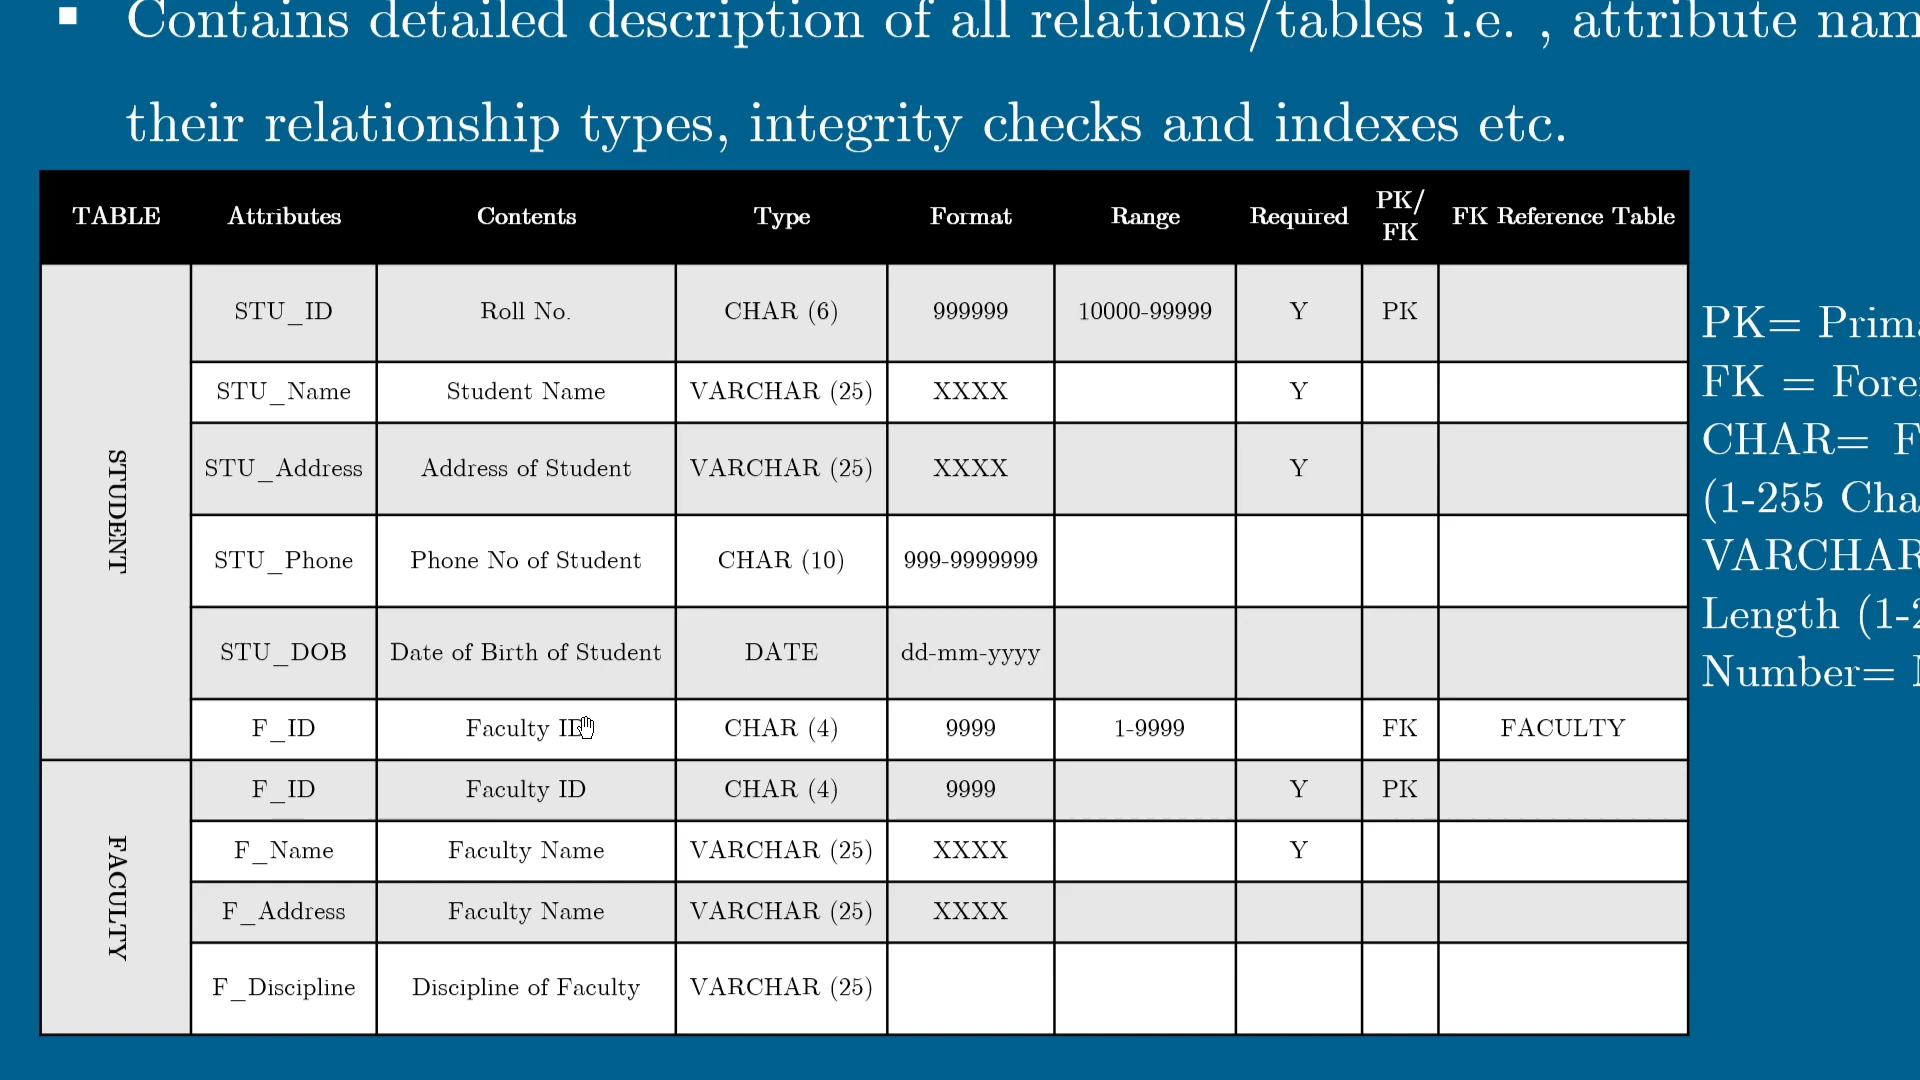 ▪ Contains detailed description of all relations/tables i.e. , attribute
their relationship types, integrity checks and indexes etc.
TABLE Attributes Contents Type Format Range Required PK/FK FK Reference Table
STUDENT
STU_ID Roll No. CHAR (6) 999999 10000-99999 Y PK
STU_Name Student Name VARCHAR (25) XXXX Y
STU_Address Address of Student VARCHAR (25) XXXX Y
STU_Phone Phone No of Student CHAR (10) 999-9999999
STU_DOB Date of Birth of Student DATE dd-mm-yyyy
F_ID Faculty ID CHAR (4) 9999 1-9999 FK FACULTY
FACULTY
F_ID Faculty ID CHAR (4) 9999 Y PK
F_Name Faculty Name VARCHAR (25) XXXX Y
F_Address Faculty Name VARCHAR (25) XXXX
F_Discipline Discipline of Faculty VARCHAR (25)
PK=
FK =
CHAR=
(1-255
VARCHAR
Length
Number=